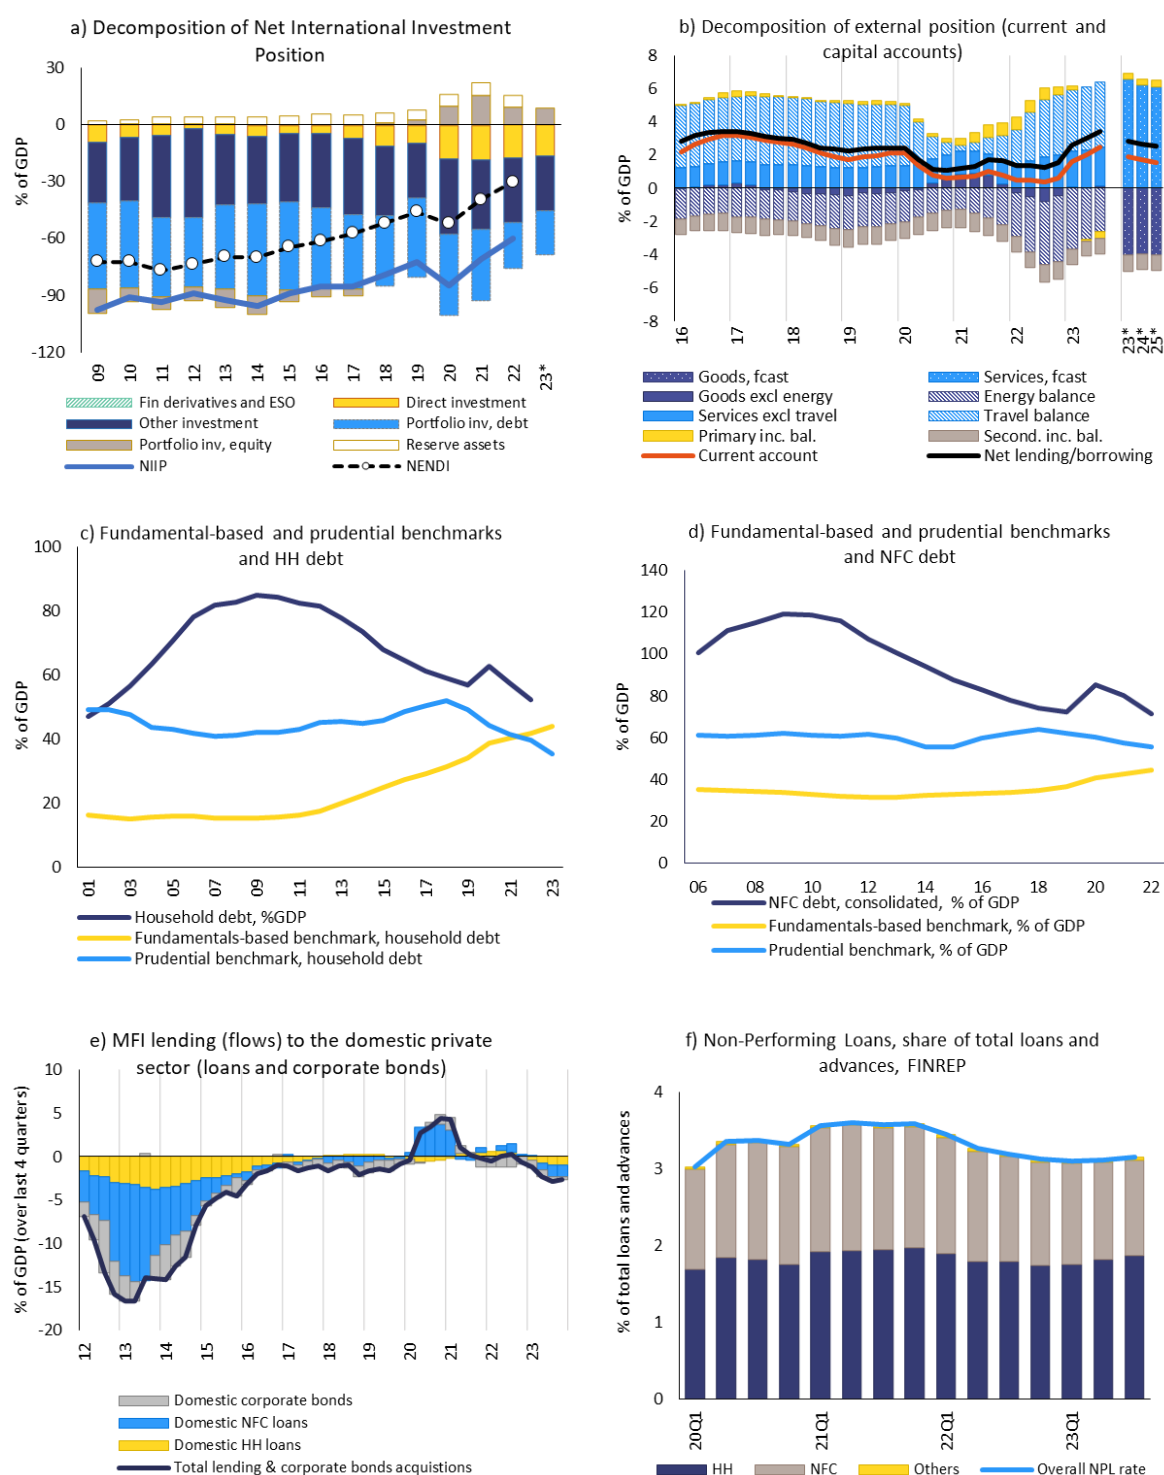 a) Decomposition of Net International Investment
Position
% of GDP
30
0
-30
-60
-90
-120
09
10
11
12
13
14
15
16
17
18
19
20
21
22
23*
Fin derivatives and ESO
Direct investment
Other investment
Portfolio inv, debt
Portfolio inv, equity
Reserve assets
NIIP
NENDI
b) Decomposition of external position (current and
capital accounts)
% of GDP
8
6
4
2
0
-2
-4
-6
-8
16
17
18
19
20
21
22
23
23*
24*
25*
Goods, fcast
Services, fcast
Goods excl energy
Energy balance
Services excl travel
Travel balance
Primary inc. bal.
Second. inc. bal.
Current account
Net lending/borrowing
c) Fundamental-based and prudential benchmarks
and HH debt
% of GDP
100
80
60
40
20
0
01
03
05
07
09
11
13
15
17
19
21
23
Household debt, %GDP
Fundamentals-based benchmark, household debt
Prudential benchmark, household debt
d) Fundamental-based and prudential benchmarks
and NFC debt
% of GDP
140
120
100
80
60
40
20
0
06
08
10
12
14
16
18
20
22
NFC debt, consolidated, % of GDP
Fundamentals-based benchmark, % of GDP
Prudential benchmark, % of GDP
e) MFI lending (flows) to the domestic private
sector (loans and corporate bonds)
% of GDP (over last 4 quarters)
10
5
0
-5
-10
-15
-20
12
13
14
15
16
17
18
19
20
21
22
23
Domestic corporate bonds
Domestic NFC loans
Domestic HH loans
Total lending & corporate bonds acquisitions
f) Non-Performing Loans, share of total loans and
advances, FINREP
% of total loans and advances
4
3
2
1
0
20Q1
21Q1
22Q1
23Q1
HH
NFC
Others
Overall NPL rate